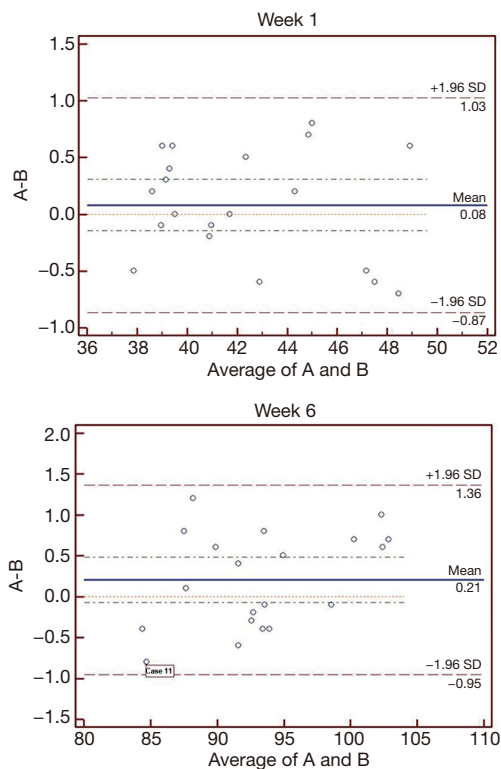 Week 1
1.5
1.0
0.5
0.0
−0.5
−1.0
A-B
+1.96 SD
1.03
Mean
0.08
−1.96 SD
−0.87
36 38 40 42 44 46 48 50 52
Average of A and B
Week 6
2.0
1.5
1.0
0.5
0.0
−0.5
−1.0
−1.5
A-B
+1.96 SD
1.36
Mean
0.21
Case 11
−1.96 SD
−0.95
80 85 90 95 100 105 110
Average of A and B